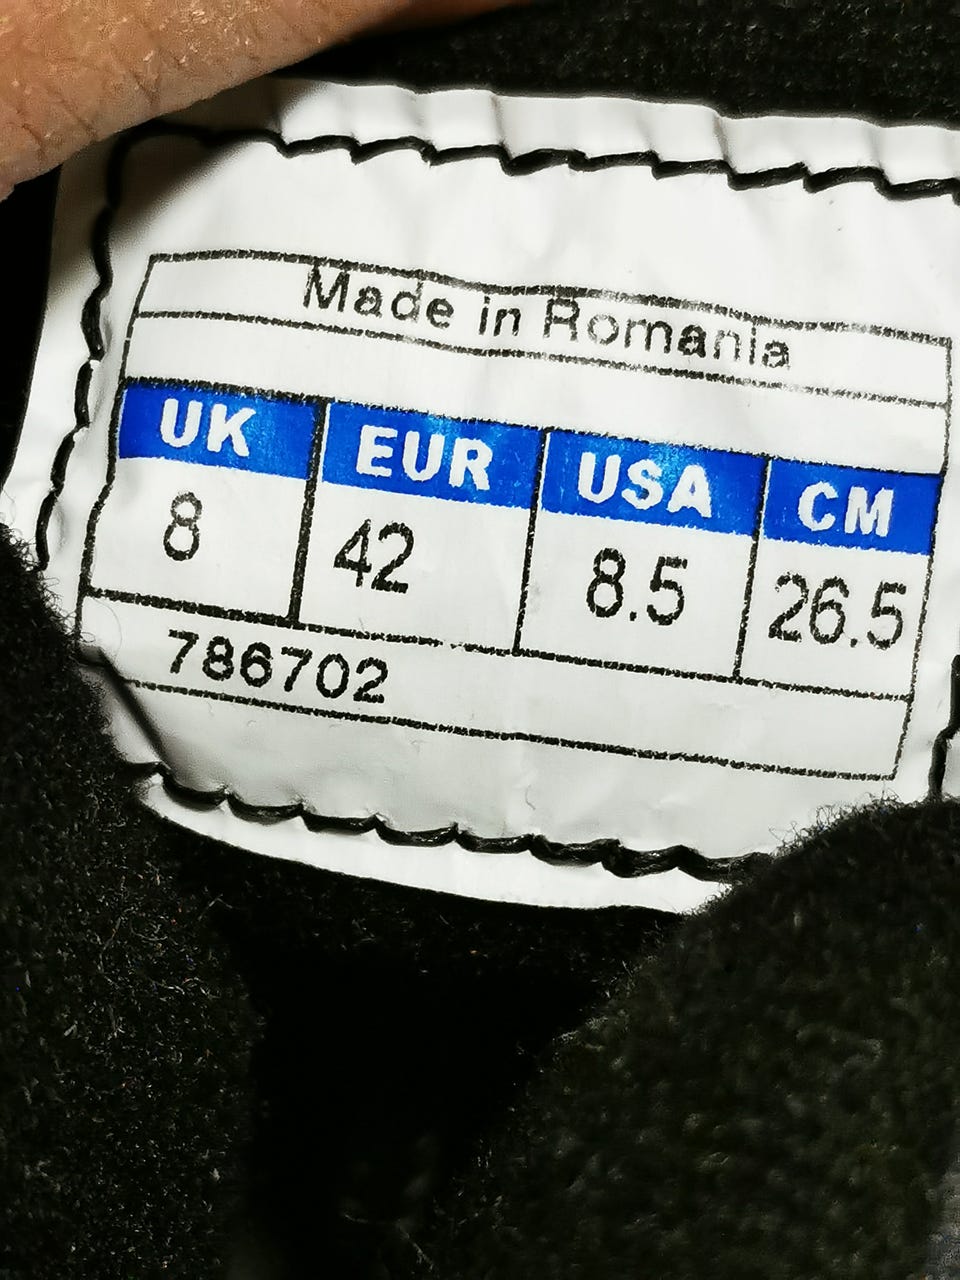 Made in Romania
UK EUR USA CM
8 42 8.5 26.5
786702